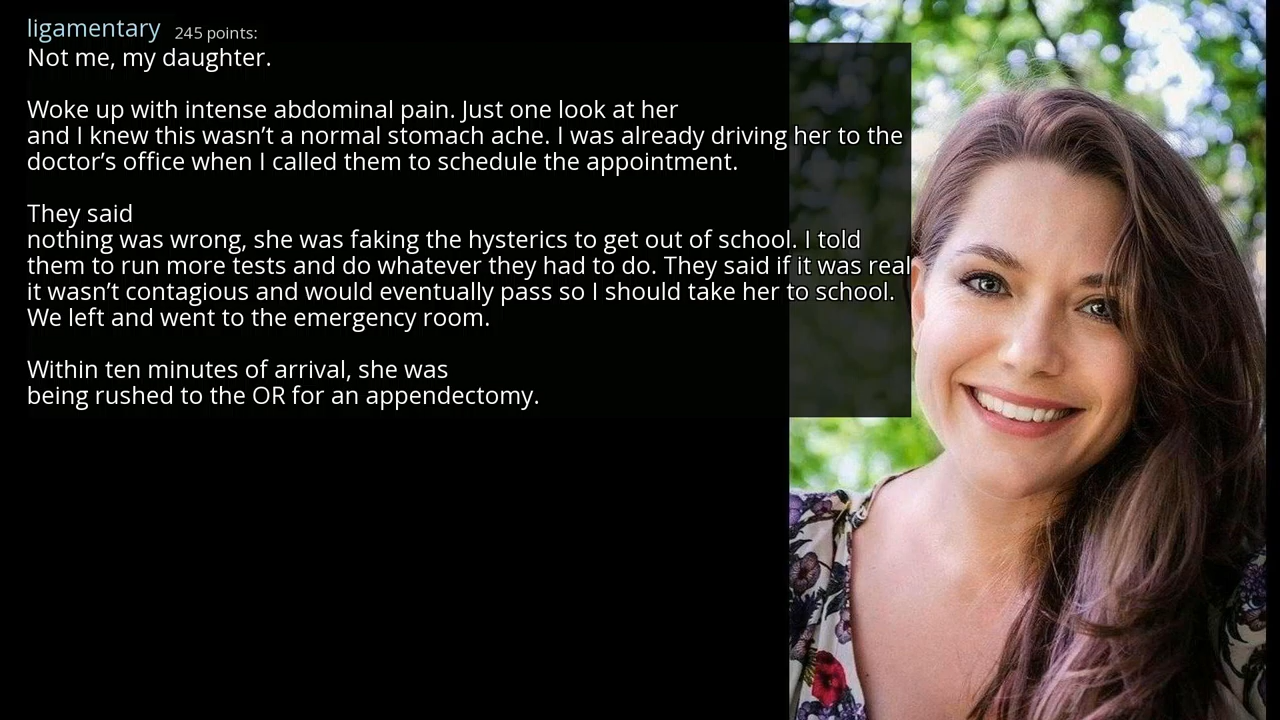 ligamentary 245 points:
Not me, my daughter.
Woke up with intense abdominal pain. Just one look at her
and I knew this wasn’t a normal stomach ache. I was already driving her to the
doctor’s office when I called them to schedule the appointment.
They said
nothing was wrong, she was faking the hysterics to get out of school. I told
them to run more tests and do whatever they had to do. They said if it was real
it wasn’t contagious and would eventually pass so I should take her to school.
We left and went to the emergency room.
Within ten minutes of arrival, she was
being rushed to the OR for an appendectomy.